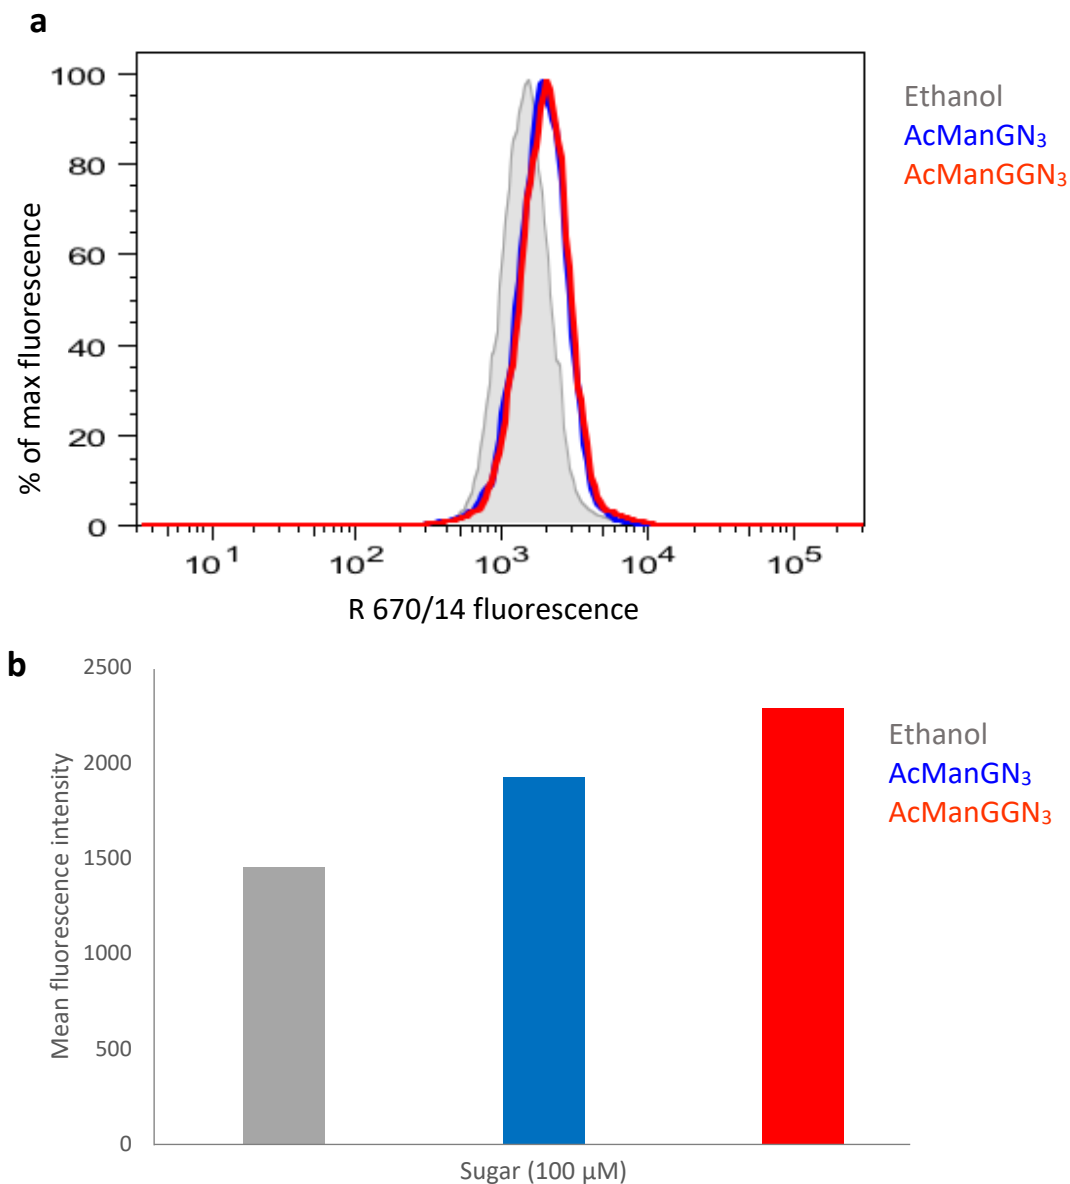 a
100
80
60
40
20
0
% of max fluorescence
10¹
10²
10³
10⁴
10⁵
R 670/14 fluorescence
Ethanol
AcManGN₃
AcManGGN₃
b
2500
2000
1500
1000
500
0
Mean fluorescence intensity
Sugar (100 µM)
Ethanol
AcManGN₃
AcManGGN₃